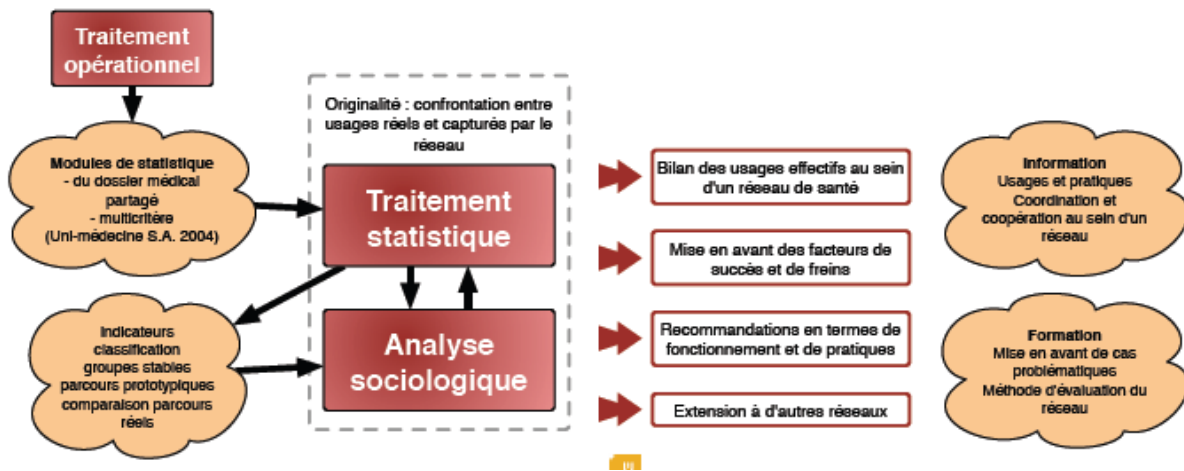 Traitement
opérationnel
Modules de statistique
- du dossier médical
partagé
- multicritère
(Uni-médecine S.A. 2004)
Indicateurs
classification
groupes stables
parcours prototypiques
comparaison parcours
réels
Originalité : confrontation entre
usages réels et capturés par le
réseau
Traitement
statistique
Analyse
sociologique
Bilan des usages effectifs au sein
d'un réseau de santé
Mise en avant des facteurs de
succès et de freins
Recommandations en termes de
fonctionnement et de pratiques
Extension à d'autres réseaux
Information
Usages et pratiques
Coordination et
coopération au sein d'un
réseau
Formation
Mise en avant de cas
problématiques
Méthode d'évaluation du
réseau